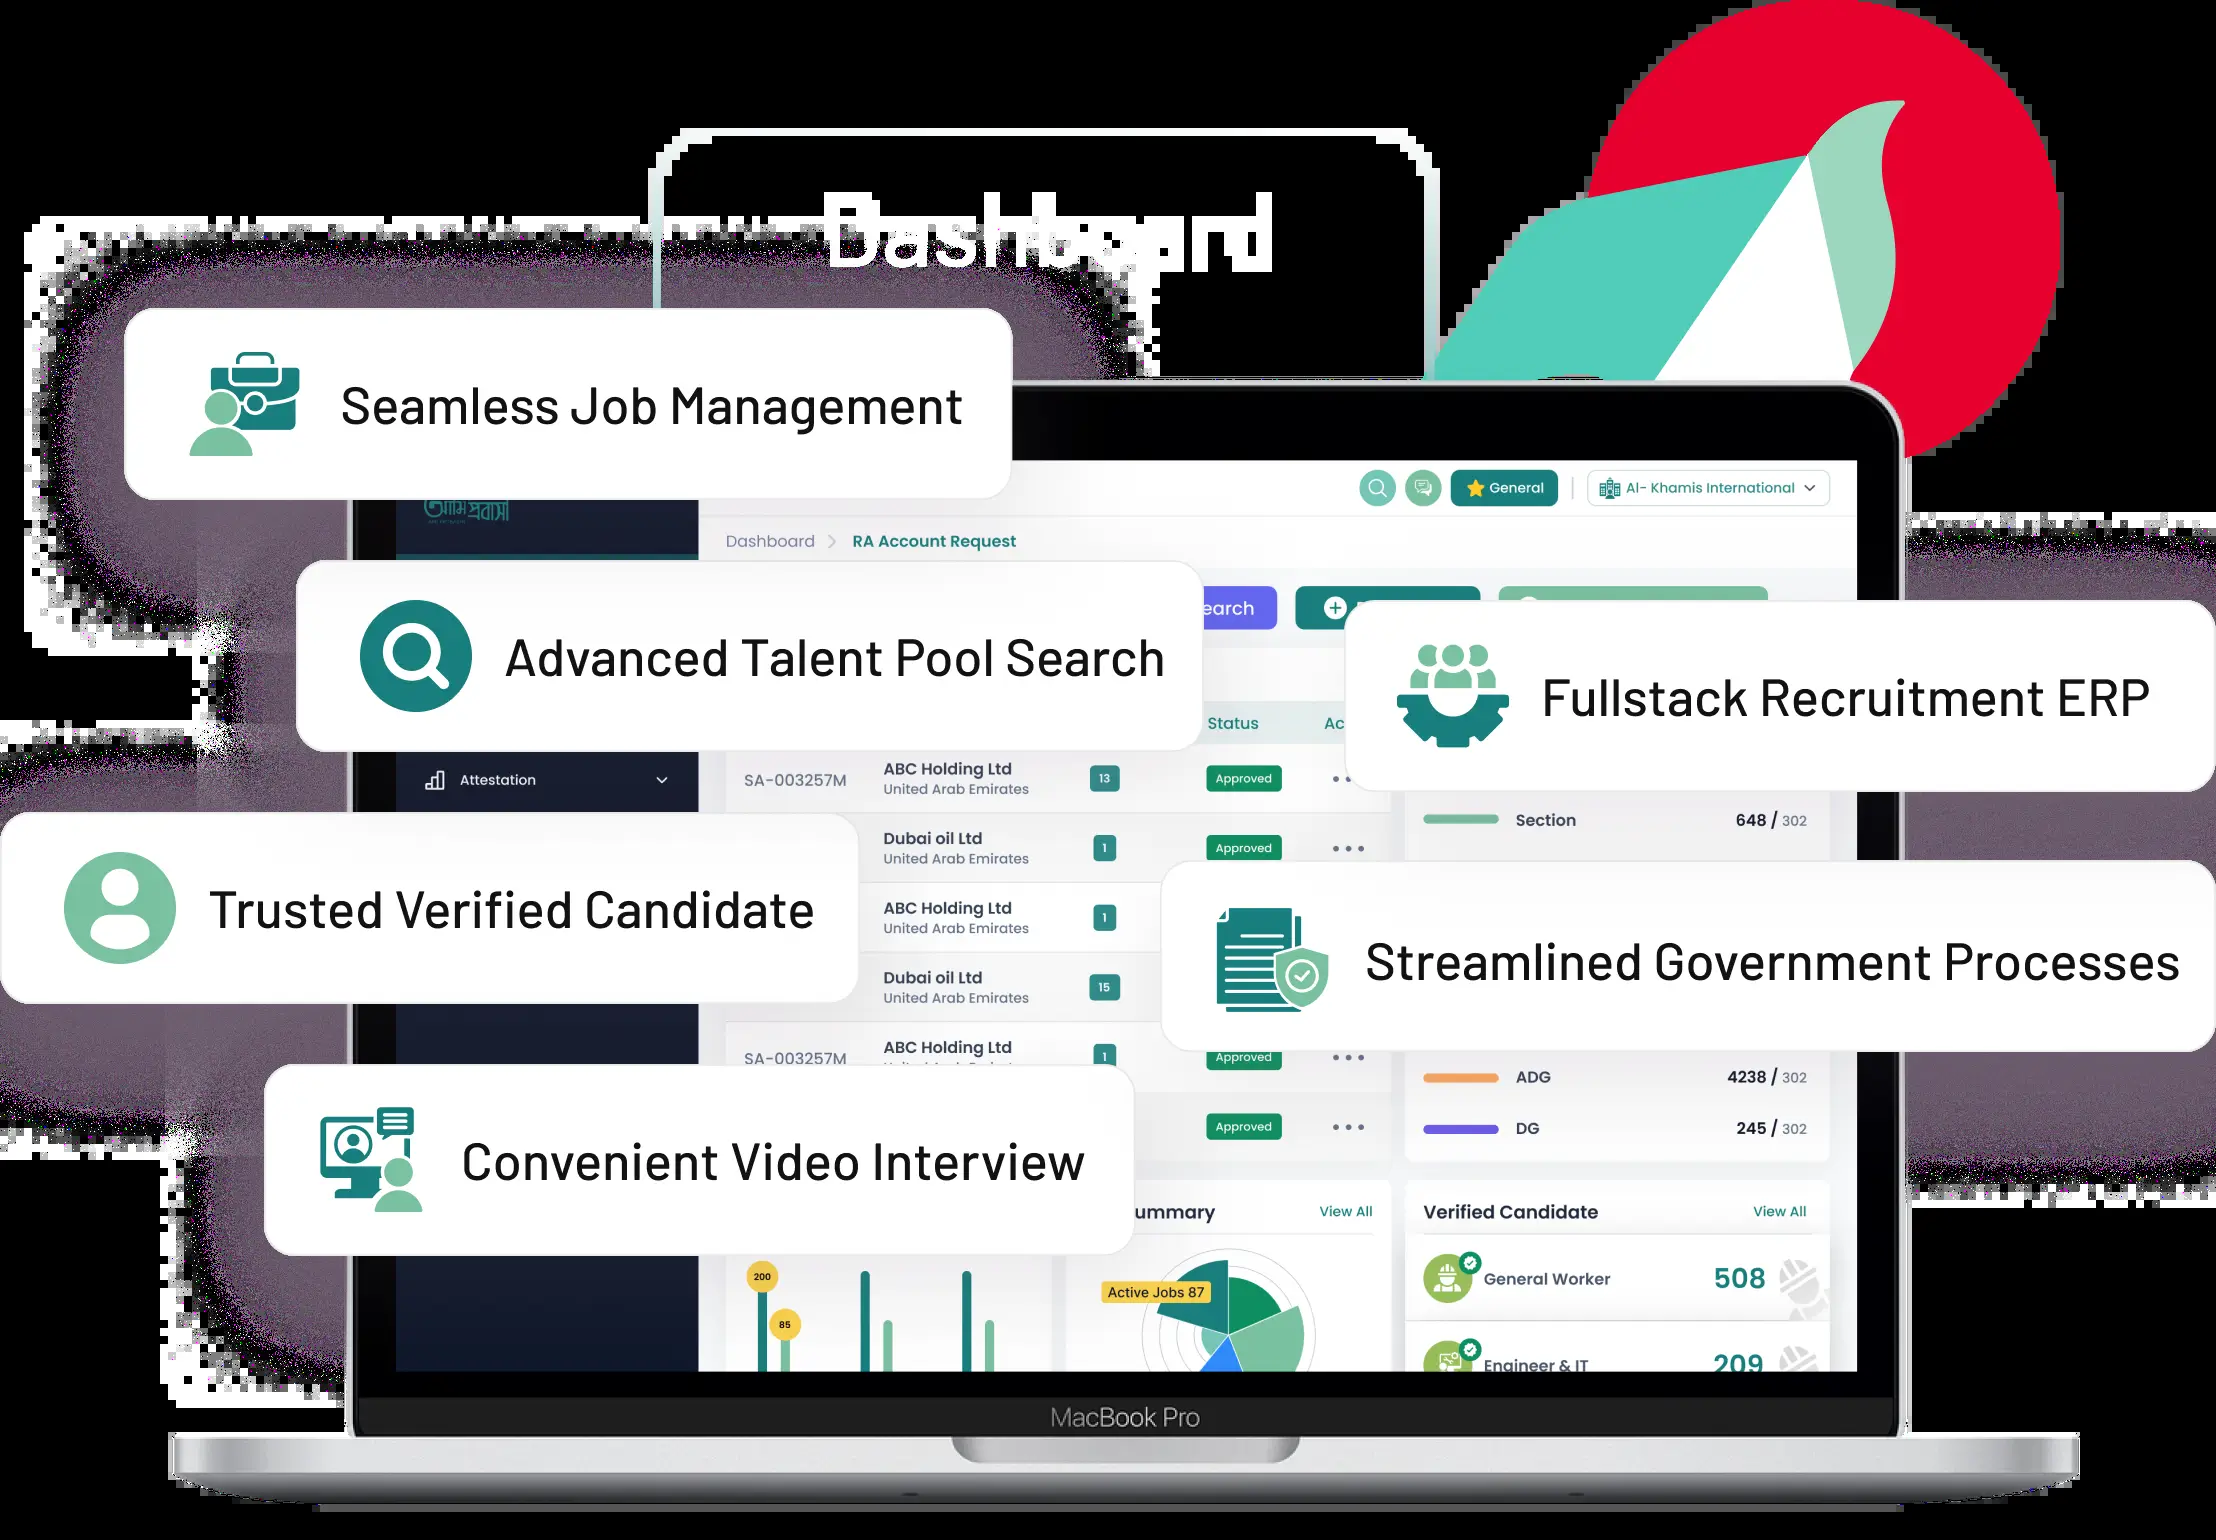 Dashboard
Seamless Job Management
আমি প্রবাসী
General
Al- Khamis International
Dashboard
RA Account Request
Advanced Talent Pool Search
earch
Fullstack Recruitment ERP
Status
Ac
Attestation
SA-003257M
ABC Holding Ltd
United Arab Emirates
13
Approved
Section
648 / 302
Dubai oil Ltd
United Arab Emirates
1
Approved
Trusted Verified Candidate
ABC Holding Ltd
United Arab Emirates
1
Streamlined Government Processes
Dubai oil Ltd
United Arab Emirates
15
SA-003257M
ABC Holding Ltd
1
Approved
ADG
4238 / 302
Approved
DG
245 / 302
Convenient Video Interview
ummary
View All
Verified Candidate
View All
200
85
Active Jobs 87
General Worker
508
Engineer & IT
209
MacBook Pro